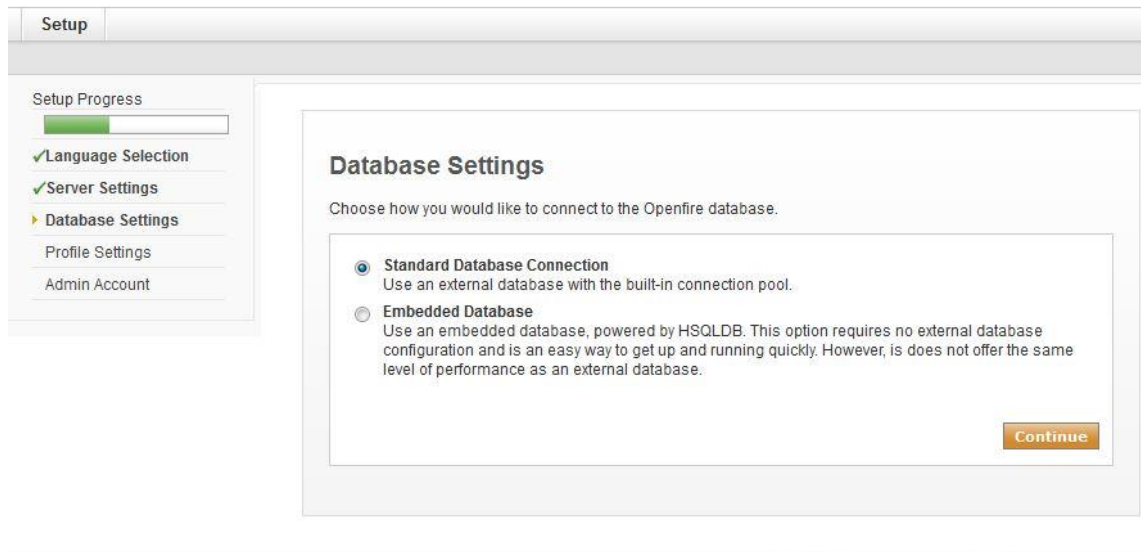 Setup
Setup Progress
✓Language Selection
✓Server Settings
Database Settings
Profile Settings
Admin Account
Database Settings
Choose how you would like to connect to the Openfire database.
Standard Database Connection
Use an external database with the built-in connection pool.
Embedded Database
Use an embedded database, powered by HSQLDB. This option requires no external database
configuration and is an easy way to get up and running quickly. However, is does not offer the same
level of performance as an external database.
Continue